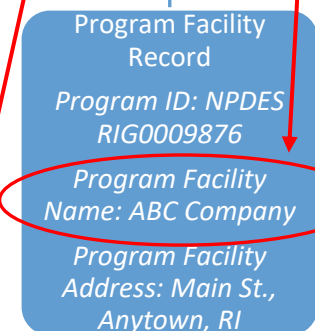 Program Facility
Record
Program ID: NPDES
RIG0009876
Program Facility
Name: ABC Company
Program Facility
Address: Main St.,
Anytown, RI